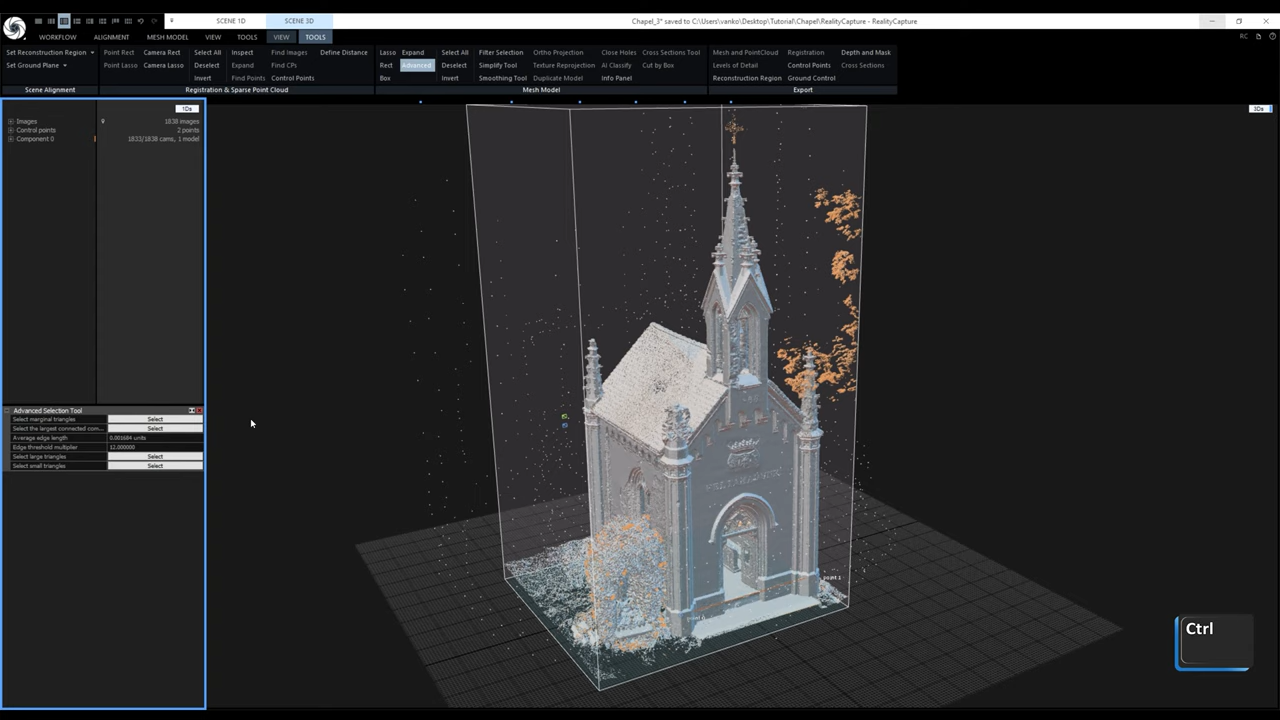 SCENE 1D SCENE 3D Chapel_3* saved to C:\Users\vanko\Desktop\Tutorial\Chapel\RealityCapture - RealityCapture
WORKFLOW ALIGNMENT MESH MODEL VIEW TOOLS VIEW TOOLS RC
Set Reconstruction Region Point Rect Camera Rect Select All Inspect Find Images Define Distance Lasso Expand Select All Filter Selection Ortho Projection Close Holes Cross Sections Tool Mesh and PointCloud Registration Depth and Mask
Set Ground Plane Point Lasso Camera Lasso Deselect Expand Find CPs Rect Advanced Deselect Simplify Tool Texture Reprojection AI Classify Cut by Box Levels of Detail Control Points Cross Sections
Invert Find Points Control Points Box Invert Smoothing Tool Duplicate Model Info Panel Reconstruction Region Ground Control
Scene Alignment Registration & Sparse Point Cloud Mesh Model Export
1Ds 3Ds
Images 1838 images
Control points 2 points
Component 0 1833/1838 cams, 1 model
Advanced Selection Tool
Select marginal triangles Select
Select the largest connected com... Select
Average edge length 0.001684 units
Edge threshold multiplier 12.000000
Select large triangles Select
Select small triangles Select
point 1
Ctrl